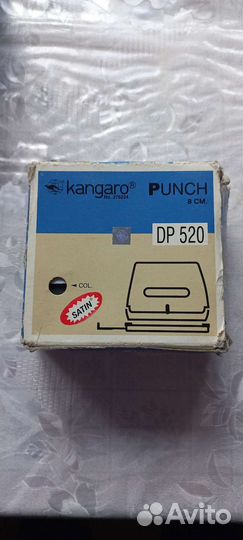 kangaro®
PUNCH
8 CM.
DP 520
◄ COL.
SATIN
Avito